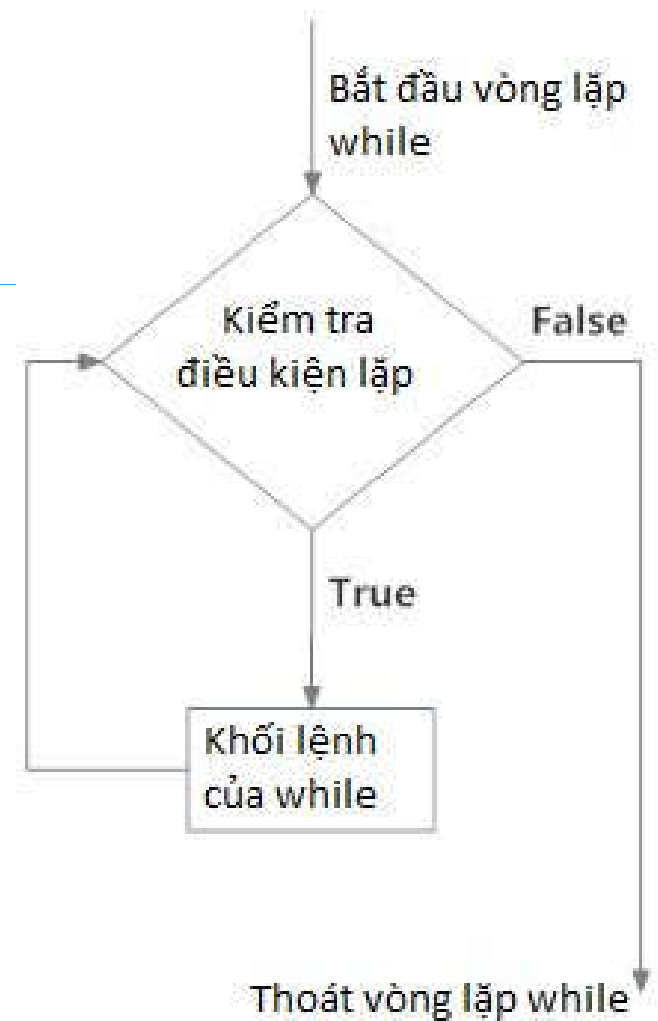 Bắt đầu vòng lặp
while
Kiểm tra
điều kiện lặp
False
True
Khối lệnh
của while
Thoát vòng lặp while